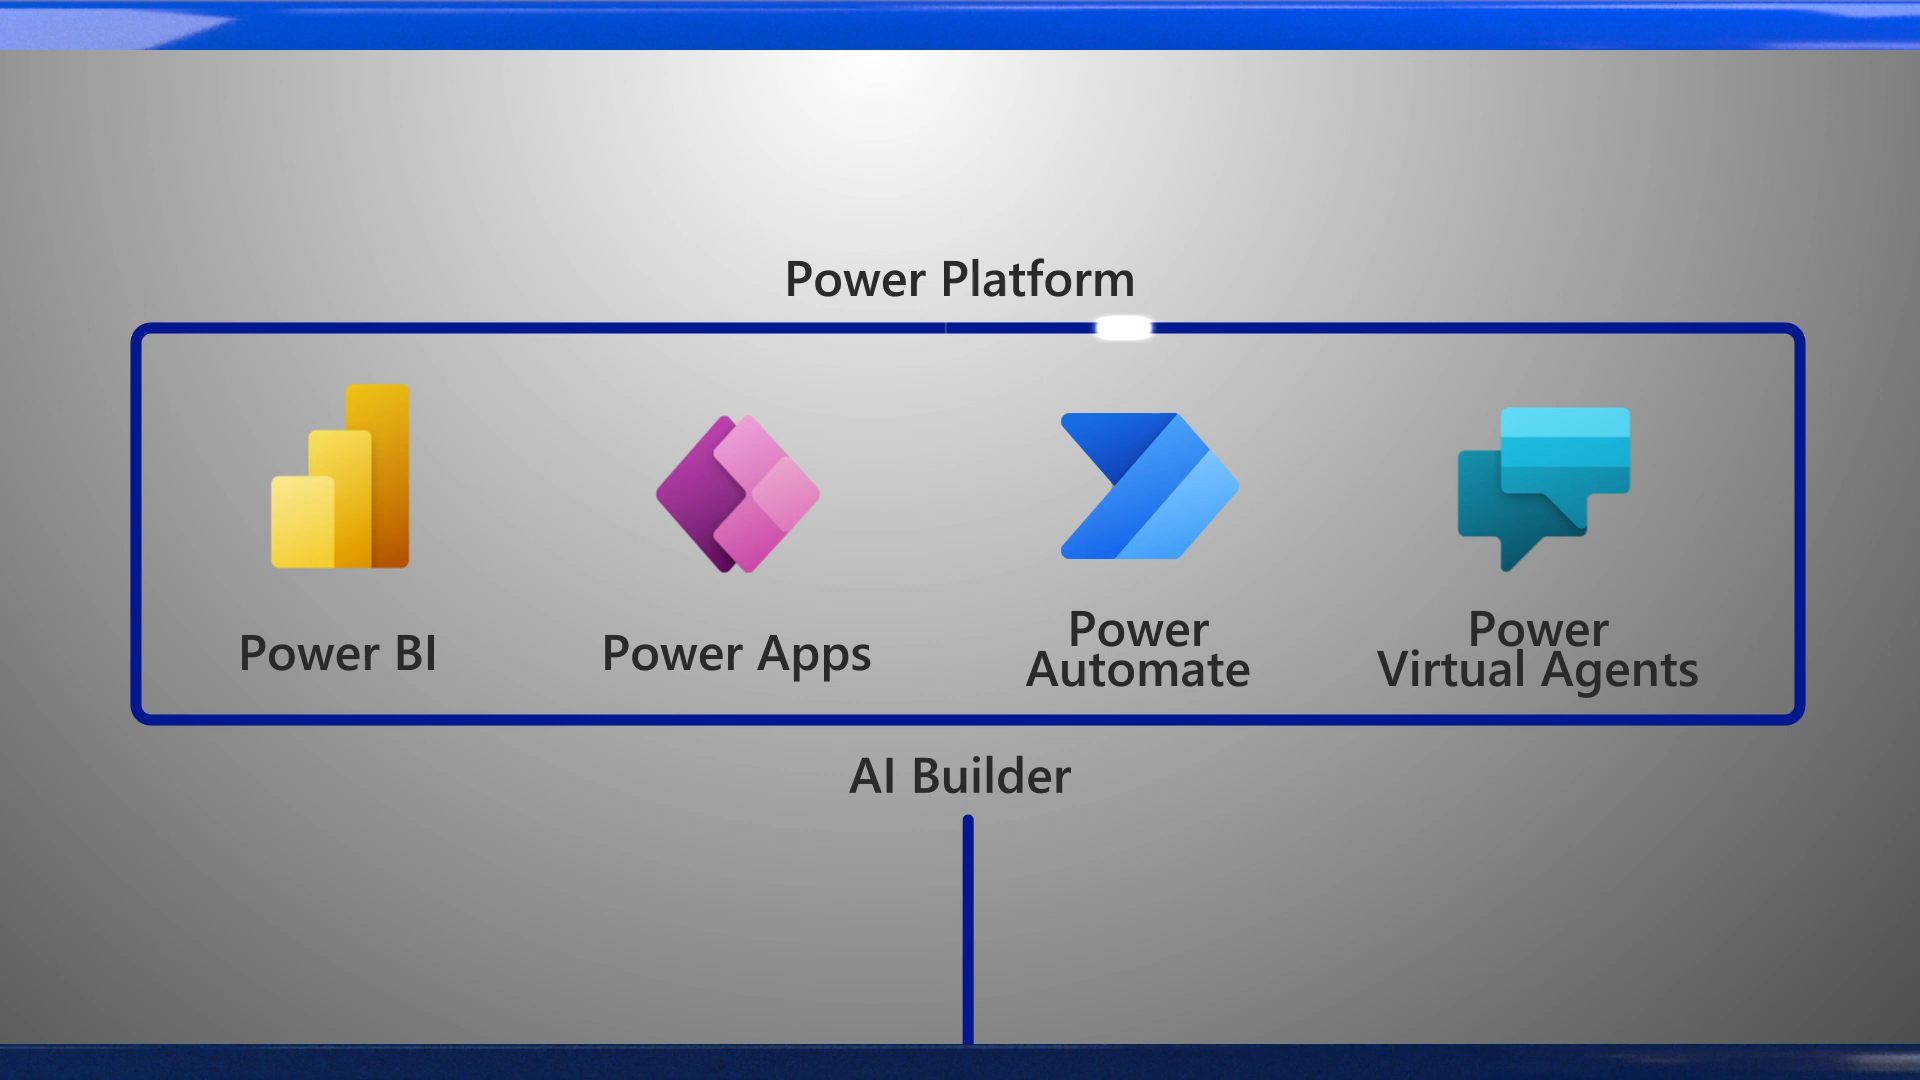 Power Platform
Power BI
Power Apps
Power
Automate
Power
Virtual Agents
AI Builder